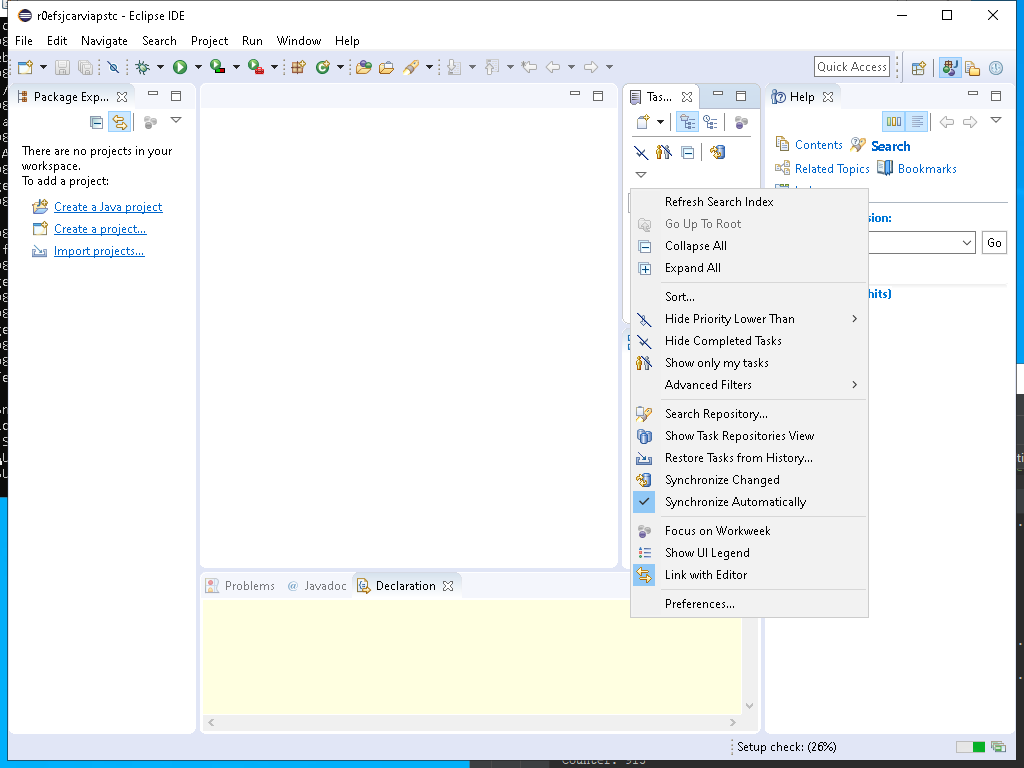 r0efsjcarviapstc - Eclipse IDE
File Edit Navigate Search Project Run Window Help
Quick Access
Package Exp...
There are no projects in your
workspace.
To add a project:
Create a Java project
Create a project...
Import projects...
Tas...
Help
Contents
Search
Related Topics
Bookmarks
sion:
Go
hits)
Refresh Search Index
Go Up To Root
Collapse All
Expand All
Sort...
Hide Priority Lower Than
Hide Completed Tasks
Show only my tasks
Advanced Filters
Search Repository...
Show Task Repositories View
Restore Tasks from History...
Synchronize Changed
Synchronize Automatically
Focus on Workweek
Show UI Legend
Link with Editor
Preferences...
Problems
@ Javadoc
Declaration
Setup check: (26%)